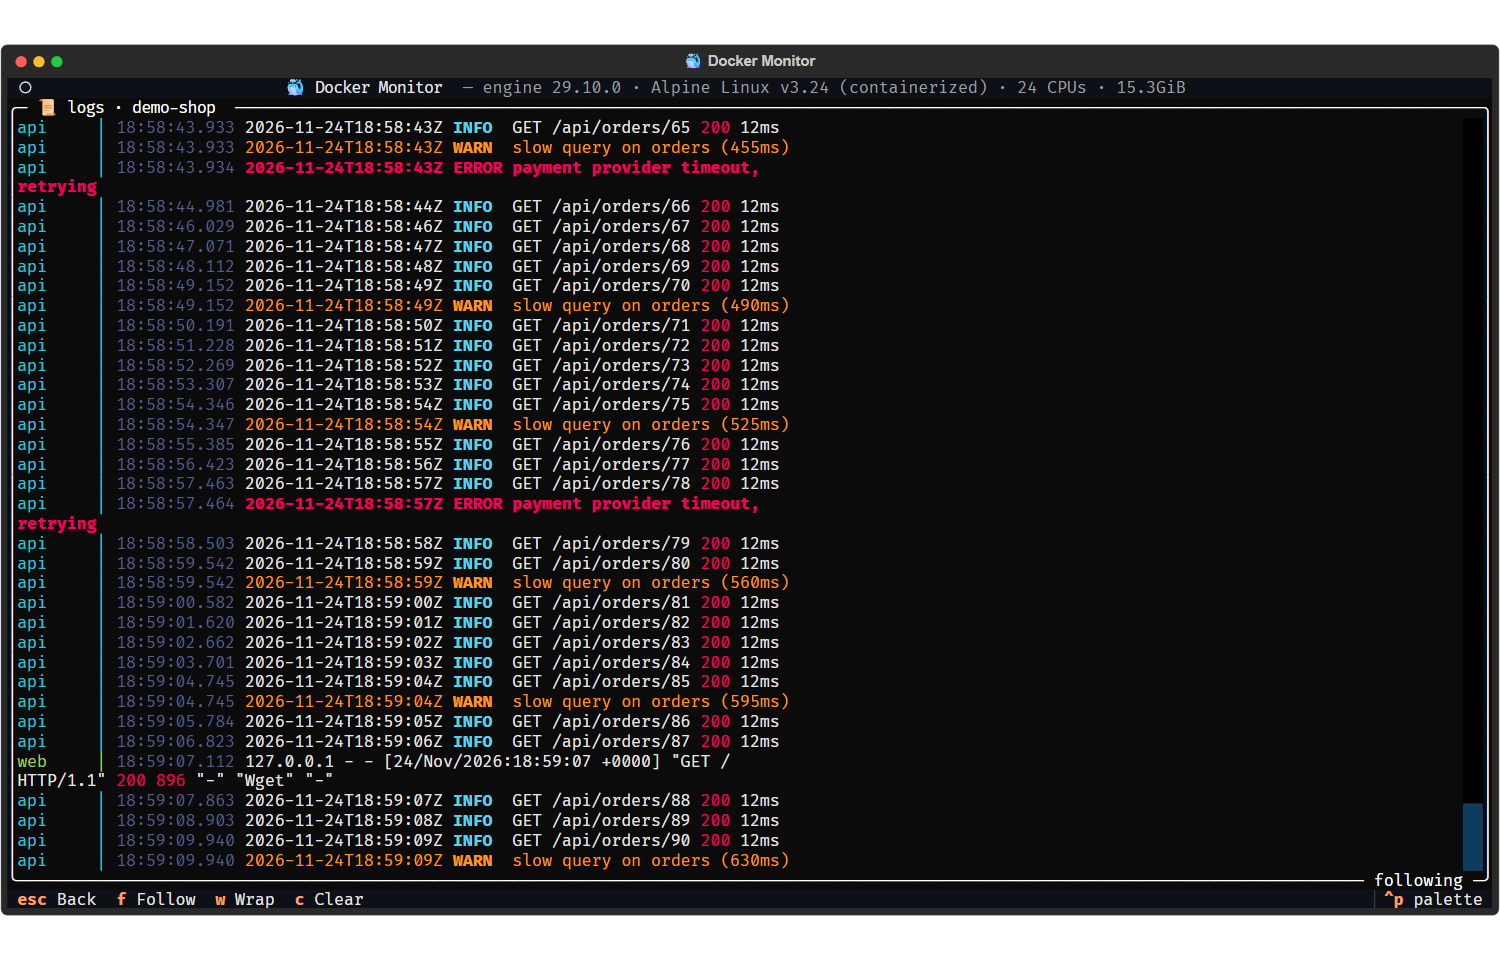 Docker Monitor
Docker Monitor — engine 29.10.0 · Alpine Linux v3.24 (containerized) · 24 CPUs · 15.3GiB
logs · demo-shop
api │ 18:58:43.933 2026-11-24T18:58:43Z INFO GET /api/orders/65 200 12ms
api │ 18:58:43.933 2026-11-24T18:58:43Z WARN slow query on orders (455ms)
api │ 18:58:43.934 2026-11-24T18:58:43Z ERROR payment provider timeout,
retrying
api │ 18:58:44.981 2026-11-24T18:58:44Z INFO GET /api/orders/66 200 12ms
api │ 18:58:46.029 2026-11-24T18:58:46Z INFO GET /api/orders/67 200 12ms
api │ 18:58:47.071 2026-11-24T18:58:47Z INFO GET /api/orders/68 200 12ms
api │ 18:58:48.112 2026-11-24T18:58:48Z INFO GET /api/orders/69 200 12ms
api │ 18:58:49.152 2026-11-24T18:58:49Z INFO GET /api/orders/70 200 12ms
api │ 18:58:49.152 2026-11-24T18:58:49Z WARN slow query on orders (490ms)
api │ 18:58:50.191 2026-11-24T18:58:50Z INFO GET /api/orders/71 200 12ms
api │ 18:58:51.228 2026-11-24T18:58:51Z INFO GET /api/orders/72 200 12ms
api │ 18:58:52.269 2026-11-24T18:58:52Z INFO GET /api/orders/73 200 12ms
api │ 18:58:53.307 2026-11-24T18:58:53Z INFO GET /api/orders/74 200 12ms
api │ 18:58:54.346 2026-11-24T18:58:54Z INFO GET /api/orders/75 200 12ms
api │ 18:58:54.347 2026-11-24T18:58:54Z WARN slow query on orders (525ms)
api │ 18:58:55.385 2026-11-24T18:58:55Z INFO GET /api/orders/76 200 12ms
api │ 18:58:56.423 2026-11-24T18:58:56Z INFO GET /api/orders/77 200 12ms
api │ 18:58:57.463 2026-11-24T18:58:57Z INFO GET /api/orders/78 200 12ms
api │ 18:58:57.464 2026-11-24T18:58:57Z ERROR payment provider timeout,
retrying
api │ 18:58:58.503 2026-11-24T18:58:58Z INFO GET /api/orders/79 200 12ms
api │ 18:58:59.542 2026-11-24T18:58:59Z INFO GET /api/orders/80 200 12ms
api │ 18:58:59.542 2026-11-24T18:58:59Z WARN slow query on orders (560ms)
api │ 18:59:00.582 2026-11-24T18:59:00Z INFO GET /api/orders/81 200 12ms
api │ 18:59:01.620 2026-11-24T18:59:01Z INFO GET /api/orders/82 200 12ms
api │ 18:59:02.662 2026-11-24T18:59:02Z INFO GET /api/orders/83 200 12ms
api │ 18:59:03.701 2026-11-24T18:59:03Z INFO GET /api/orders/84 200 12ms
api │ 18:59:04.745 2026-11-24T18:59:04Z INFO GET /api/orders/85 200 12ms
api │ 18:59:04.745 2026-11-24T18:59:04Z WARN slow query on orders (595ms)
api │ 18:59:05.784 2026-11-24T18:59:05Z INFO GET /api/orders/86 200 12ms
api │ 18:59:06.823 2026-11-24T18:59:06Z INFO GET /api/orders/87 200 12ms
web │ 18:59:07.112 127.0.0.1 - - [24/Nov/2026:18:59:07 +0000] "GET /
HTTP/1.1" 200 896 "-" "Wget" "-"
api │ 18:59:07.863 2026-11-24T18:59:07Z INFO GET /api/orders/88 200 12ms
api │ 18:59:08.903 2026-11-24T18:59:08Z INFO GET /api/orders/89 200 12ms
api │ 18:59:09.940 2026-11-24T18:59:09Z INFO GET /api/orders/90 200 12ms
api │ 18:59:09.940 2026-11-24T18:59:09Z WARN slow query on orders (630ms)
following
esc Back f Follow w Wrap c Clear ^p palette